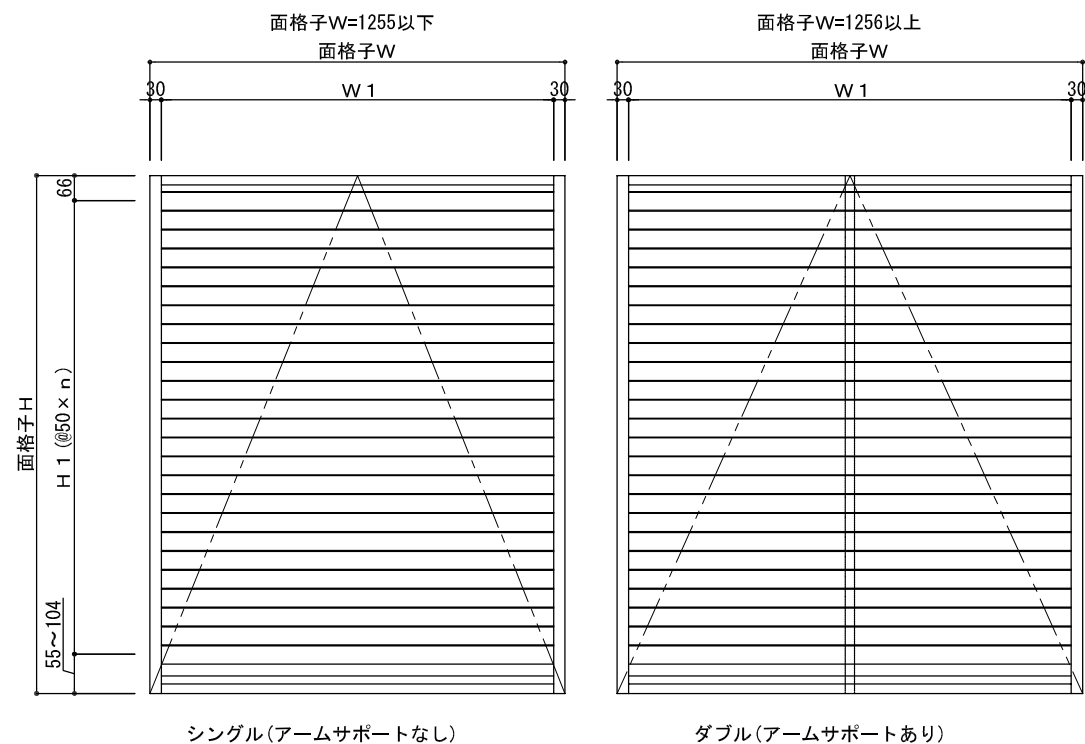 面格子W=1255以下
面格子W
30
W1
30
面格子W=1256以上
面格子W
30
W1
30
66
面格子H
H1(@50×n)
55～104
シングル(アームサポートなし)
ダブル(アームサポートあり)